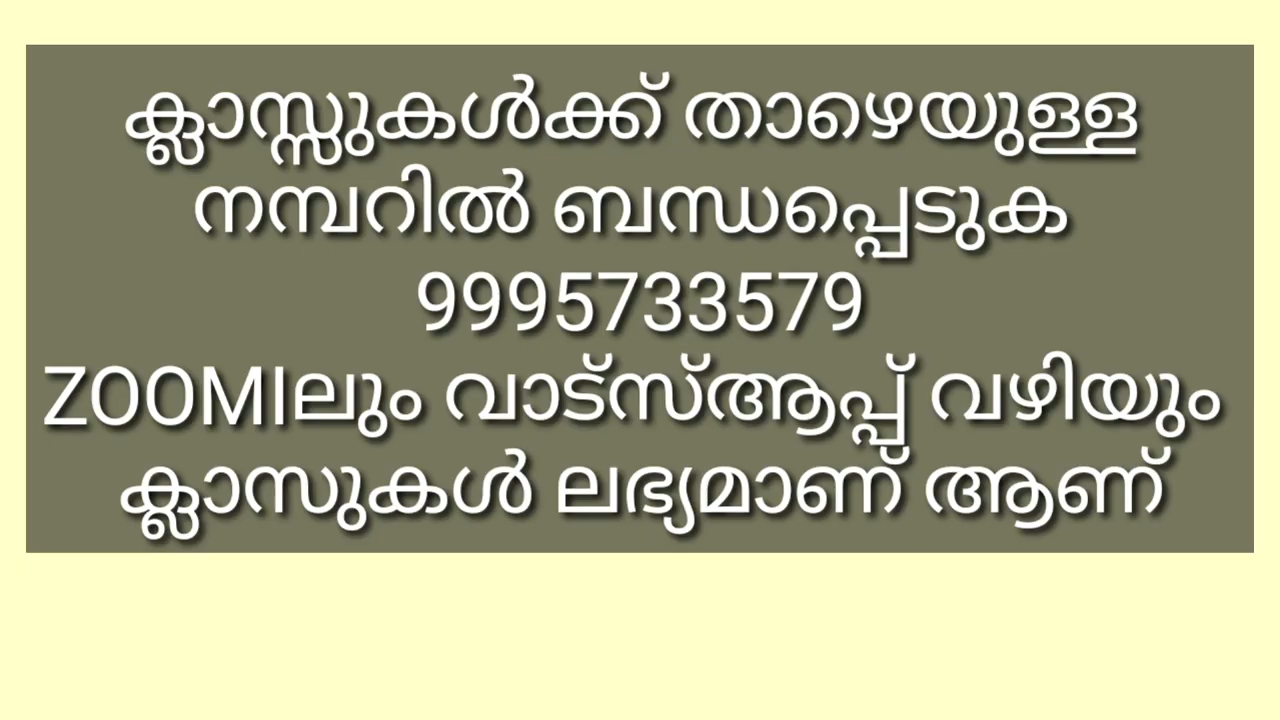 ക്ലാസ്സുകൾക്ക് താഴെയുള്ള
നമ്പറിൽ ബന്ധപ്പെടുക
9995733579
ZOOMIലും വാട്സ്ആപ്പ് വഴിയും
ക്ലാസുകൾ ലഭ്യമാണ് ആണ്